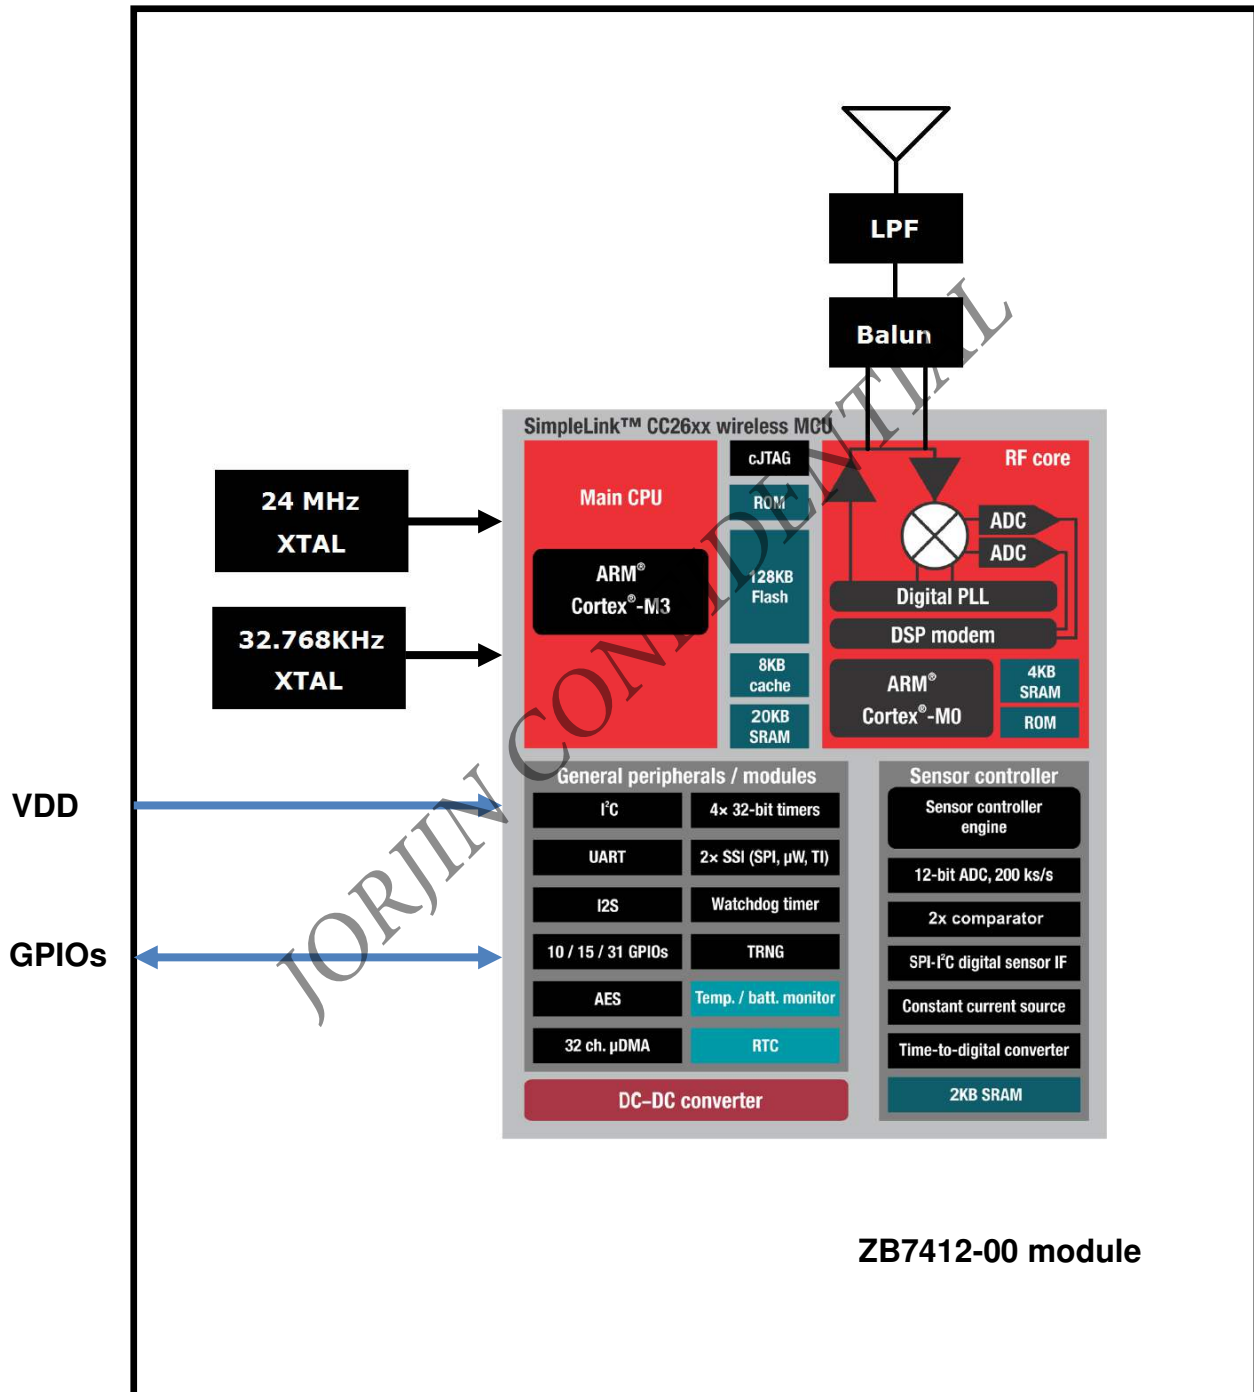 LPF
Balun
SimpleLink™ CC26xx wireless MCU
24 MHz
XTAL
32.768KHz
XTAL
Main CPU
ARM®
Cortex®-M3
cJTAG
ROM
128KB
Flash
8KB
cache
20KB
SRAM
RF core
ADC
ADC
Digital PLL
DSP modem
ARM®
Cortex®-M0
4KB
SRAM
ROM
VDD
GPIOs
General peripherals / modules
I²C
4× 32-bit timers
UART
2× SSI (SPI, µW, TI)
I2S
Watchdog timer
10 / 15 / 31 GPIOs
TRNG
AES
Temp. / batt. monitor
32 ch. µDMA
RTC
DC–DC converter
Sensor controller
Sensor controller
engine
12-bit ADC, 200 ks/s
2x comparator
SPI-I²C digital sensor IF
Constant current source
Time-to-digital converter
2KB SRAM
JORJIN CONFIDENTIAL
ZB7412-00 module